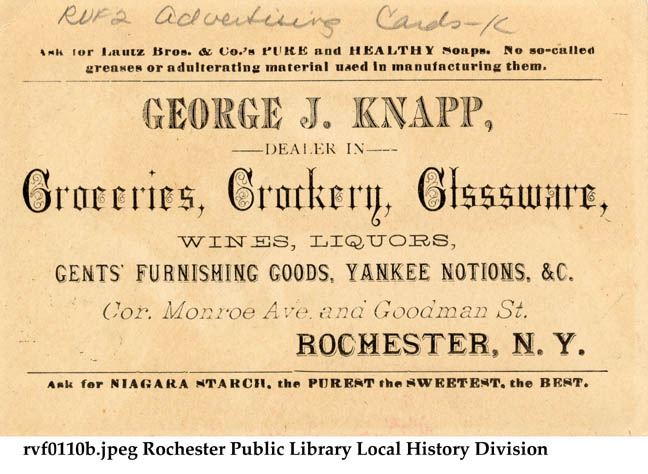 RVF2 Advertising Cards-K
Ask for Lautz Bros. & Co.'s PURE and HEALTHY Soaps. No so-called
greases or adulterating material used in manufacturing them.
GEORGE J. KNAPP,
—DEALER IN—
Groceries, Crockery, Glssware,
WINES, LIQUORS,
GENTS' FURNISHING GOODS, YANKEE NOTIONS, &C.
Cor. Monroe Ave. and Goodman St.
ROCHESTER, N. Y.
Ask for NIAGARA STARCH, the PUREST the SWEETEST, the BEST.
rvf0110b.jpeg Rochester Public Library Local History Division